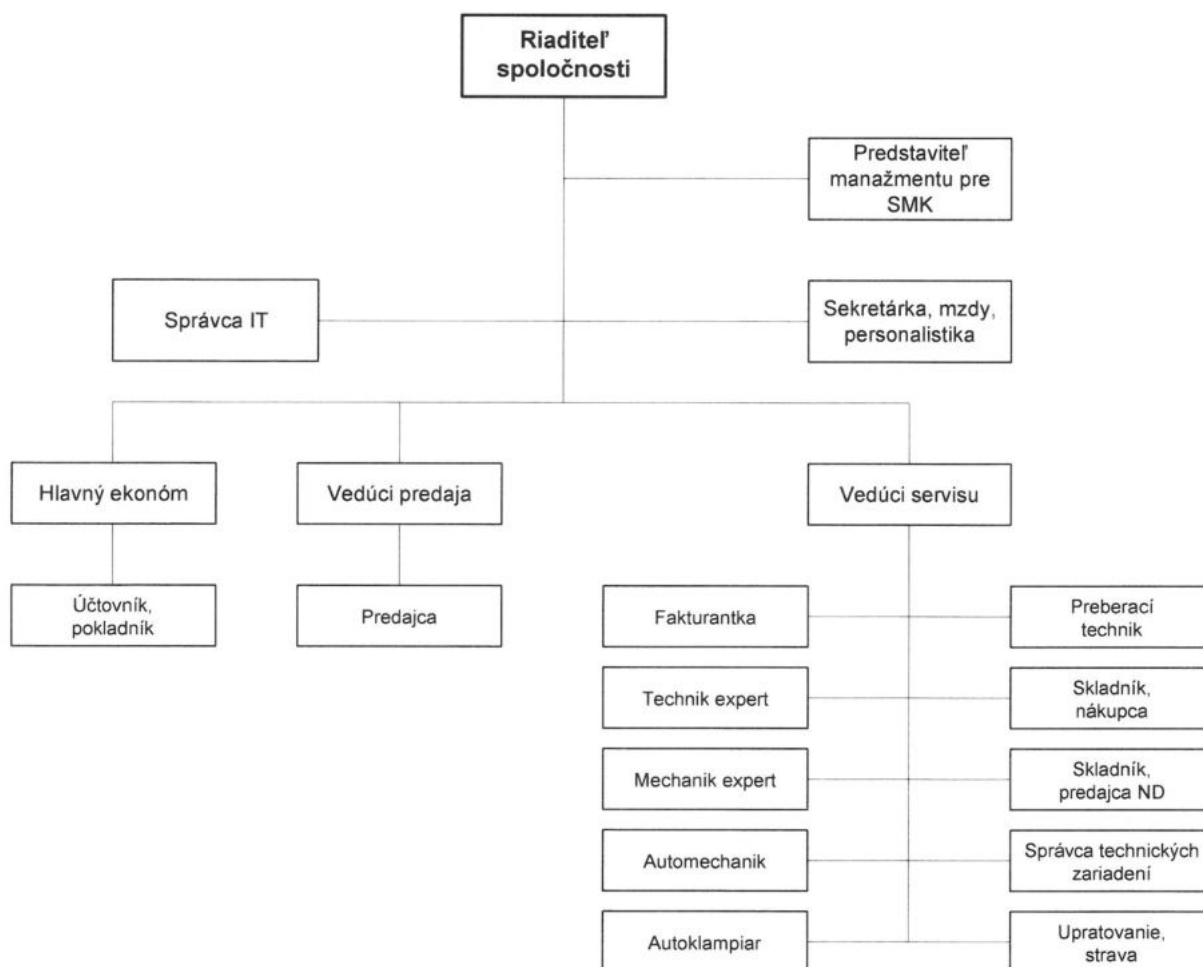 Riaditeľ
spoločnosti
Predstaviteľ
manažmentu pre
SMK
Správca IT
Sekretárka, mzdy,
personalistika
Hlavný ekonóm
Vedúci predaja
Vedúci servisu
Účtovník,
pokladník
Predajca
Fakturantka
Preberací
technik
Technik expert
Skladník,
nákupca
Mechanik expert
Skladník,
predajca ND
Automechanik
Správca technických
zariadení
Autoklampiar
Upratovanie,
strava